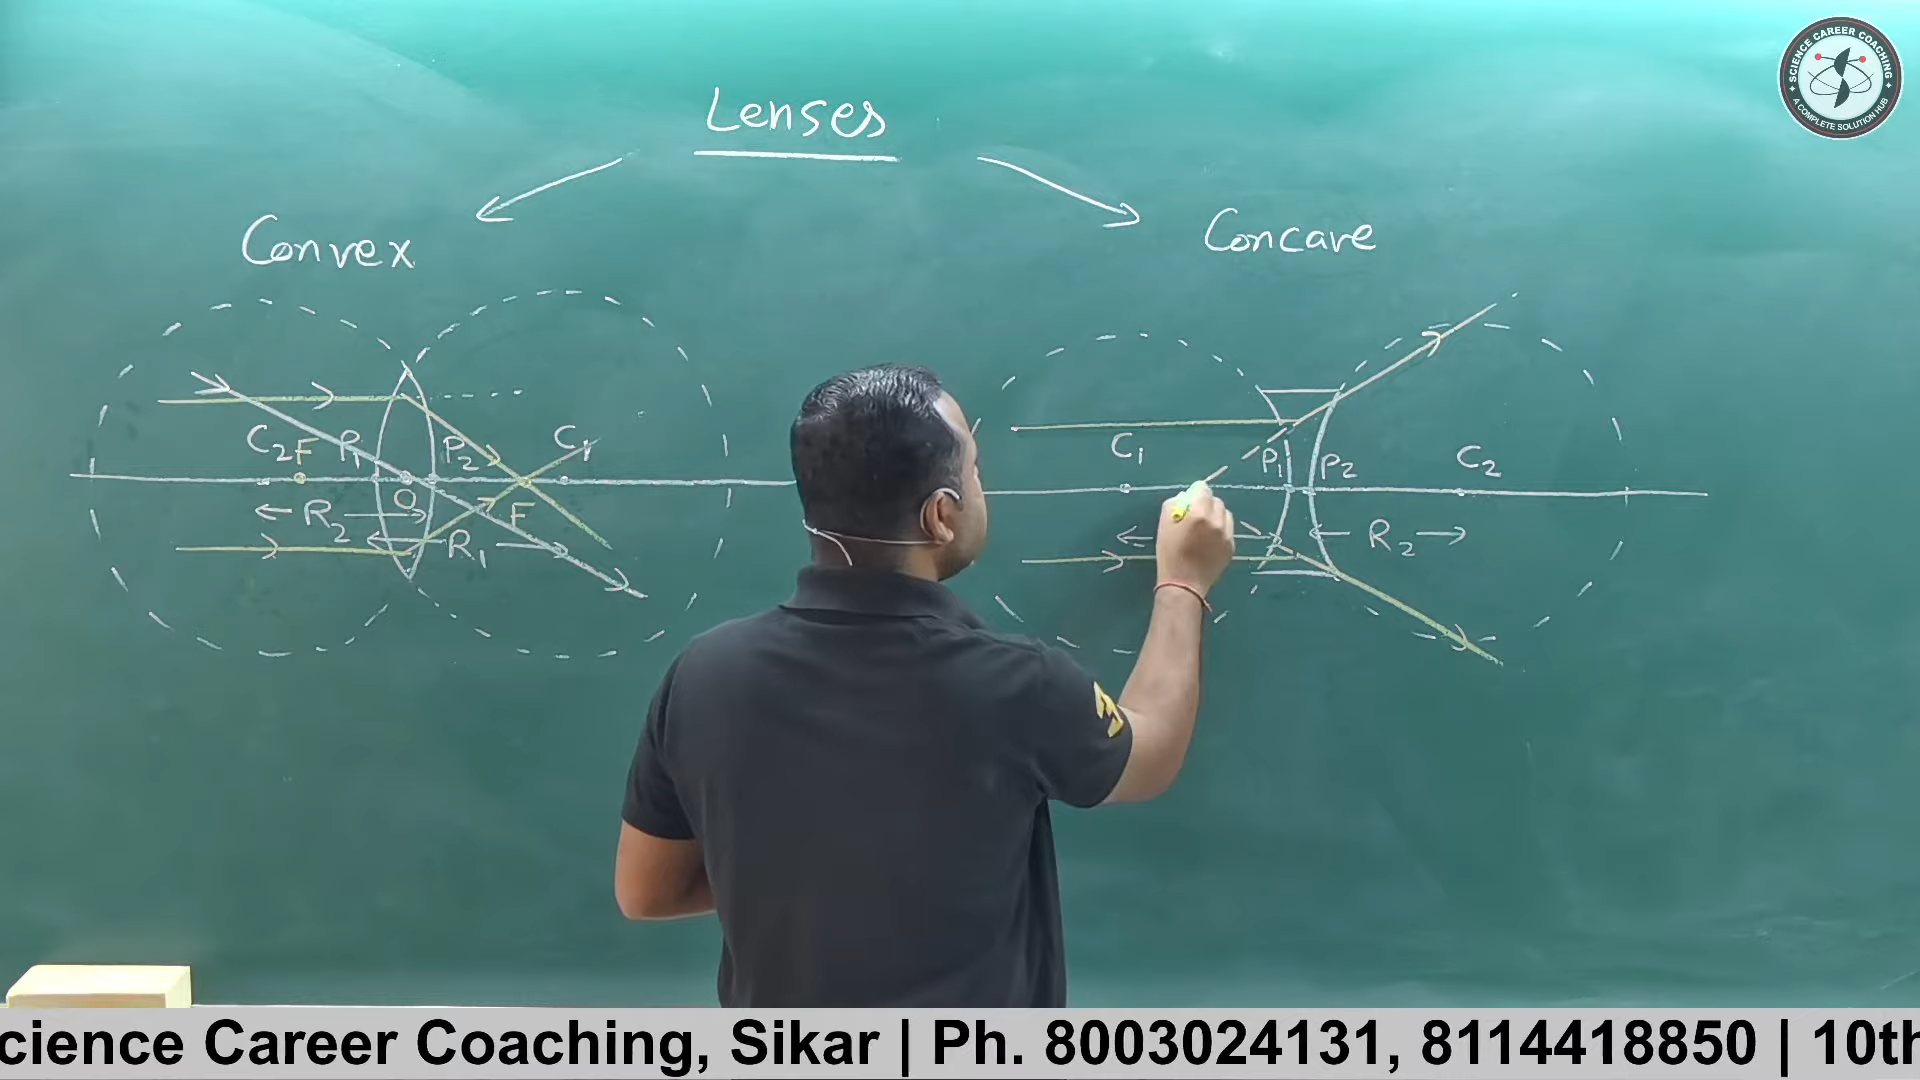 SCIENCE CAREER COACHING
A COMPLETE SOLUTION HUB
Lenses
Convex
Concave
C2 F P1 P2 C1
O
R2 F
R1
C1 P1 P2 C2
R2
cience Career Coaching, Sikar | Ph. 8003024131, 8114418850 | 10th